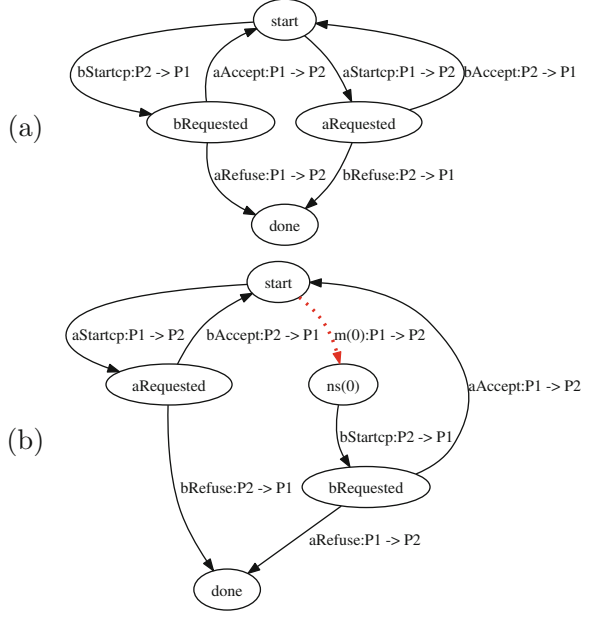 start
bStartcp:P2 -> P1 aAccept:P1 -> P2 aStartcp:P1 -> P2 bAccept:P2 -> P1
(a)
bRequested aRequested
aRefuse:P1 -> P2 bRefuse:P2 -> P1
done
start
aStartcp:P1 -> P2 bAccept:P2 -> P1 m(0):P1 -> P2
aRequested ns(0) aAccept:P1 -> P2
(b)
bStartcp:P2 -> P1
bRefuse:P2 -> P1 bRequested
aRefuse:P1 -> P2
done